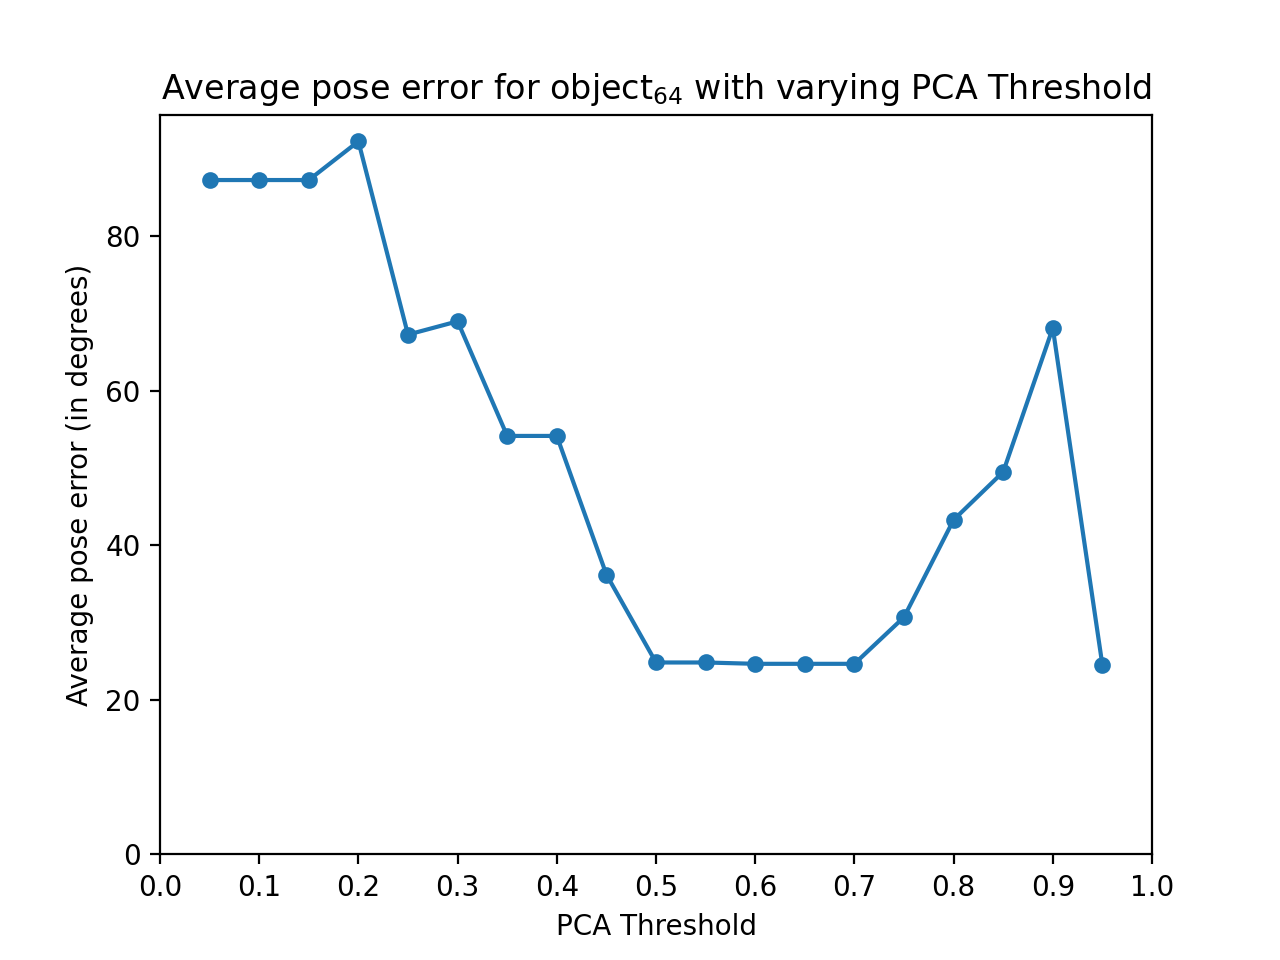 Average pose error for object₆₄ with varying PCA Threshold
Average pose error (in degrees)
80
60
40
20
0
0.0 0.1 0.2 0.3 0.4 0.5 0.6 0.7 0.8 0.9 1.0
PCA Threshold